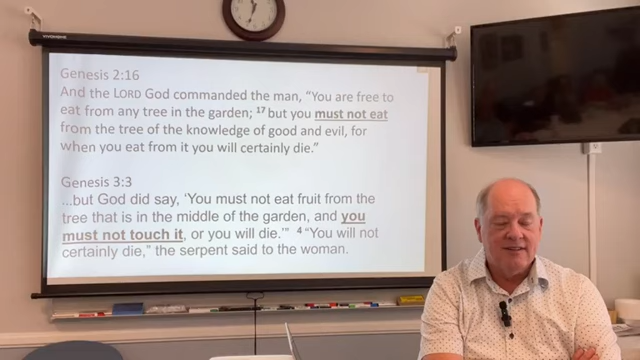 Genesis 2:16
And the LORD God commanded the man, “You are free to
eat from any tree in the garden; 17 but you must not eat
from the tree of the knowledge of good and evil, for
when you eat from it you will certainly die.”
Genesis 3:3
...but God did say, ‘You must not eat fruit from the
tree that is in the middle of the garden, and you
must not touch it, or you will die.’” 4 “You will not
certainly die,” the serpent said to the woman.